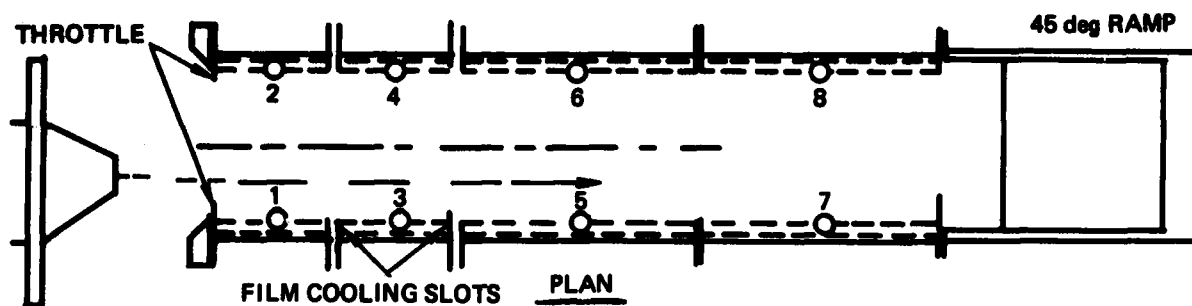 45 deg RAMP
THROTTLE
2 4 6 8
1 3 5 7
FILM COOLING SLOTS PLAN